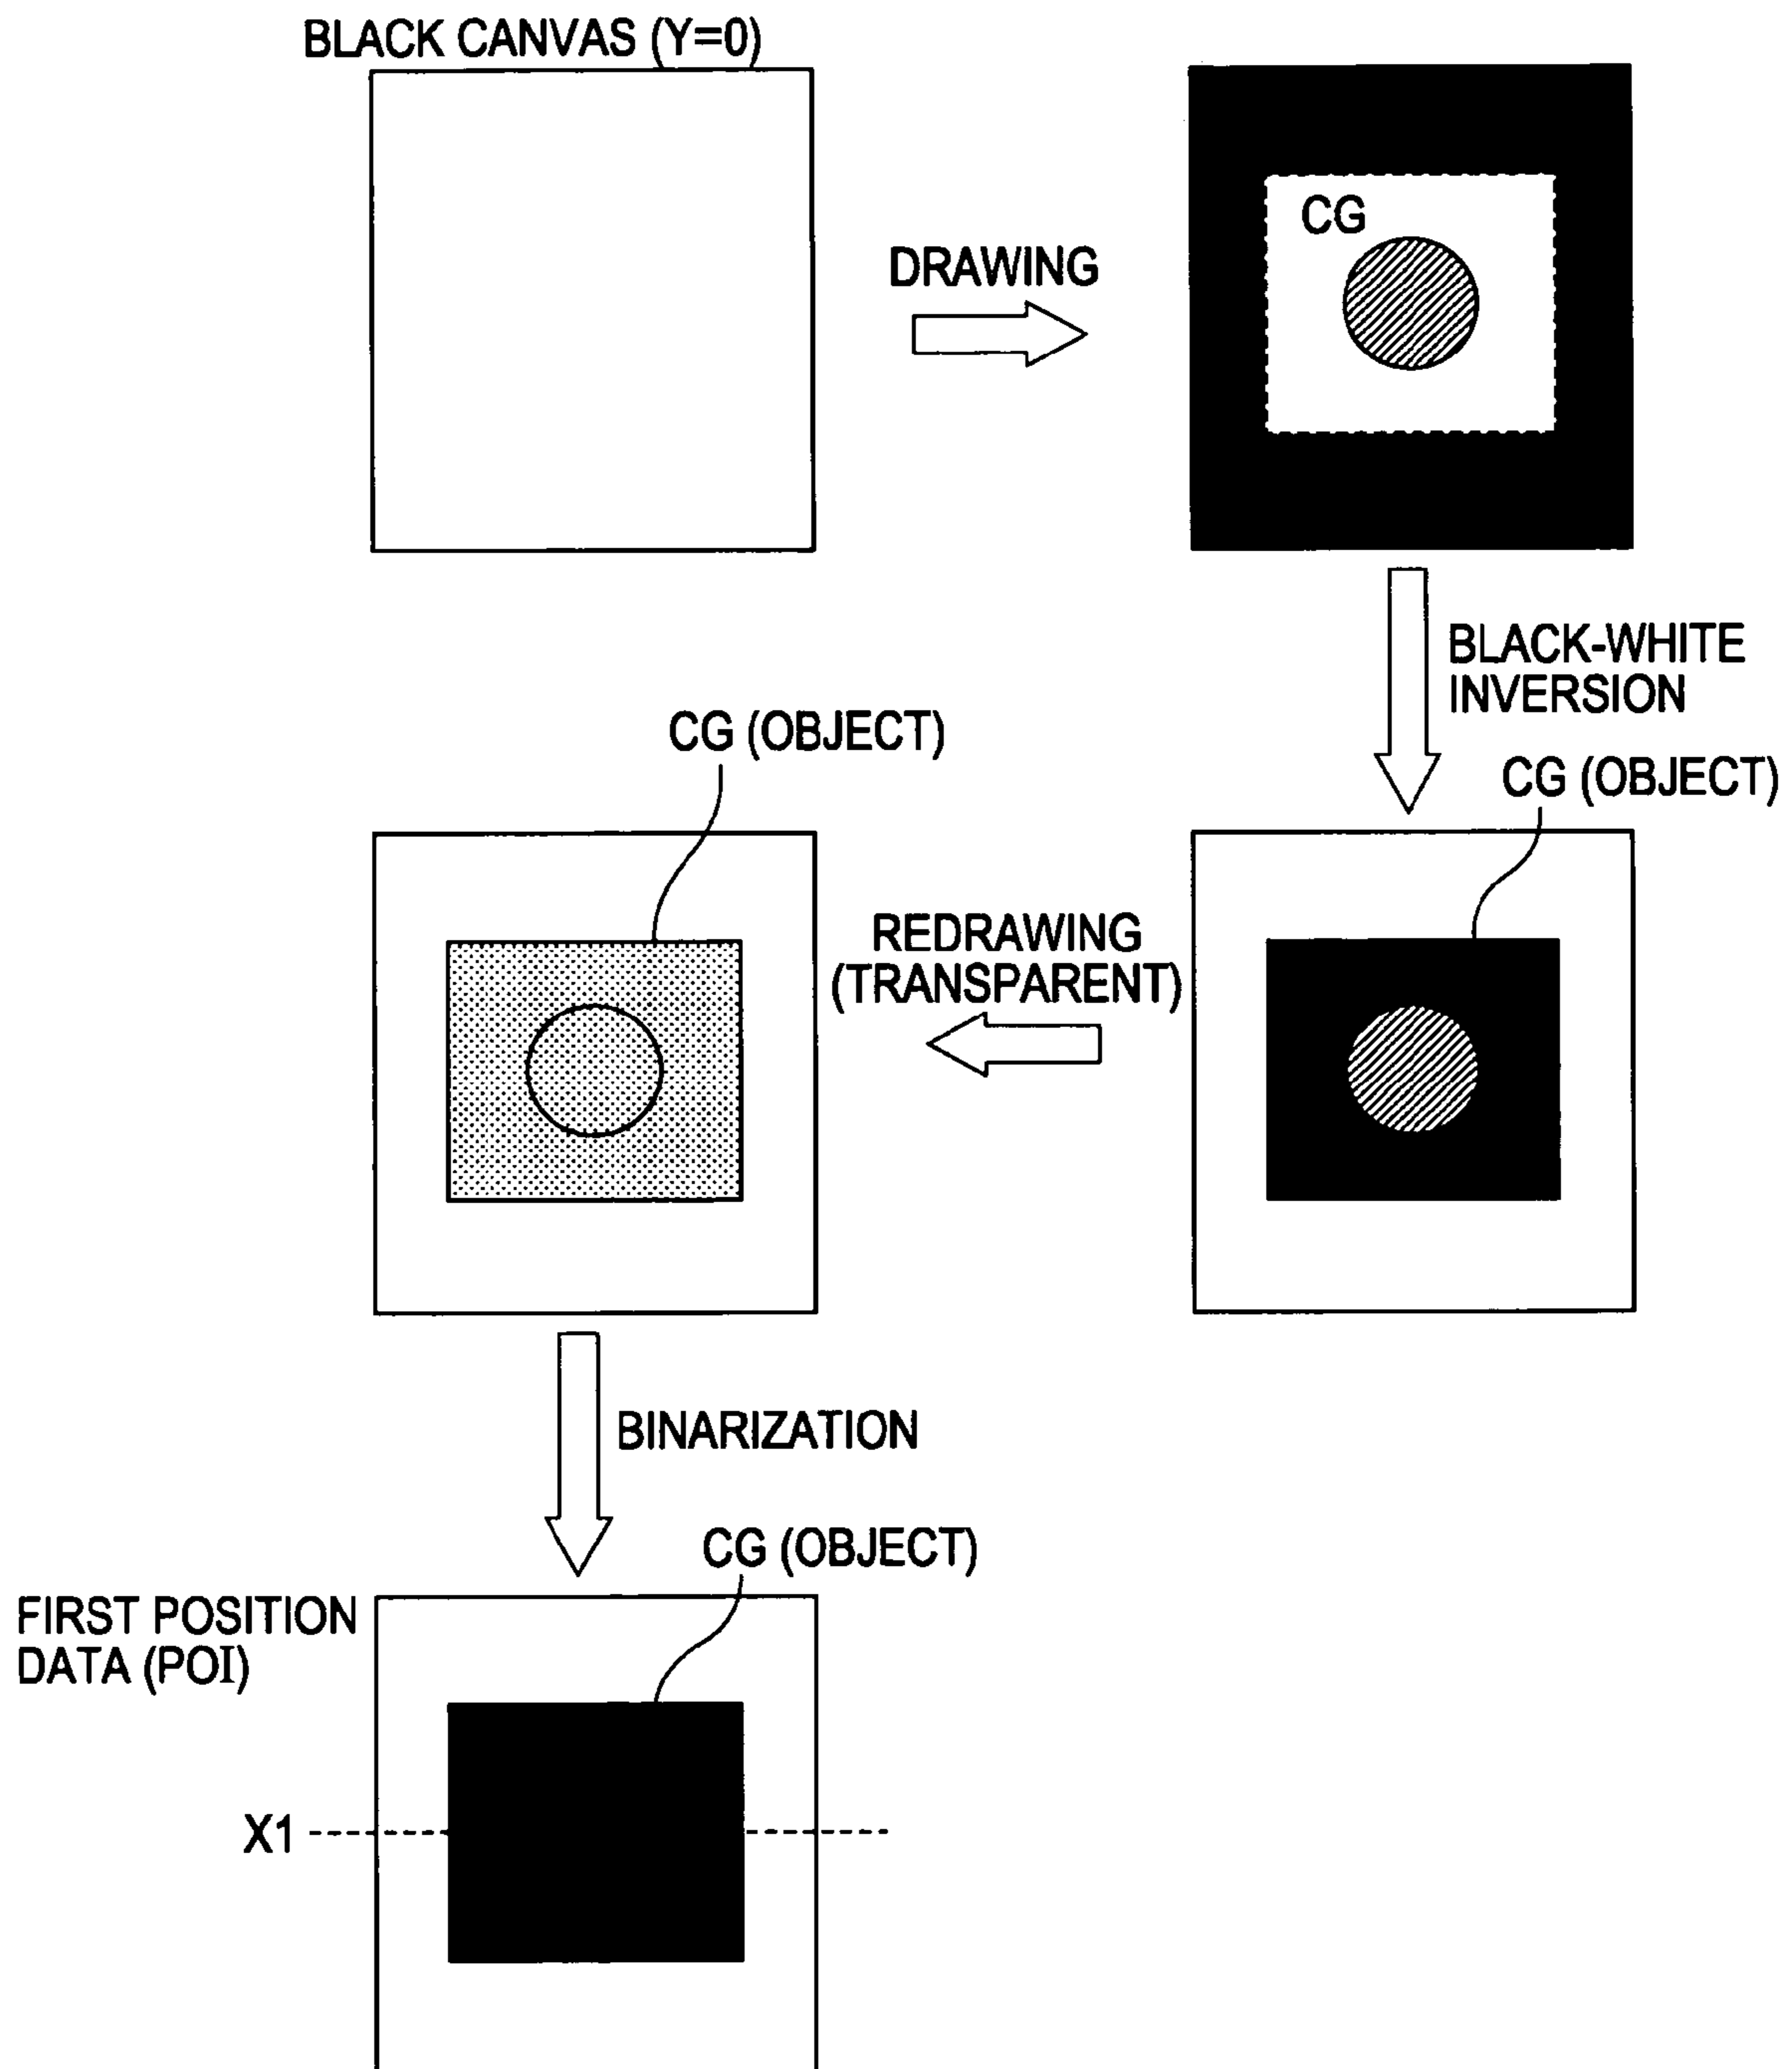 BLACK CANVAS (Y=0)
DRAWING
CG
BLACK-WHITE
INVERSION
CG (OBJECT)
CG (OBJECT)
REDRAWING
(TRANSPARENT)
BINARIZATION
CG (OBJECT)
FIRST POSITION
DATA (POI)
X1